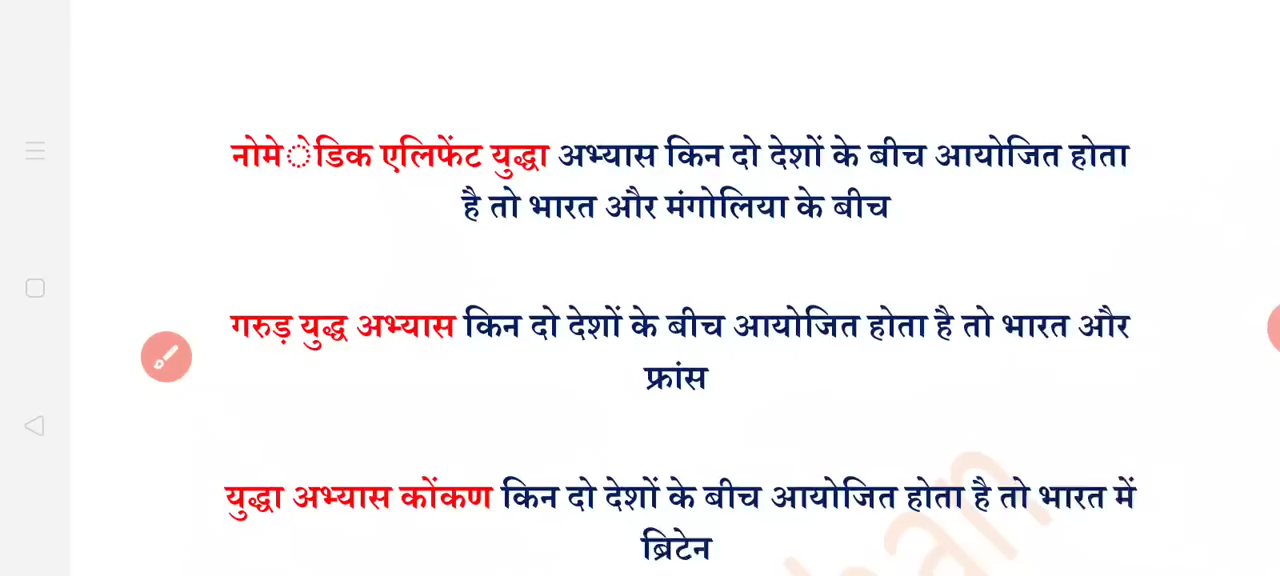 नोमेेडिक एलिफेंट युद्धा अभ्यास किन दो देशों के बीच आयोजित होता
है तो भारत और मंगोलिया के बीच
गरुड़ युद्ध अभ्यास किन दो देशों के बीच आयोजित होता है तो भारत और
फ्रांस
युद्धा अभ्यास कोंकण किन दो देशों के बीच आयोजित होता है तो भारत में
ब्रिटेन